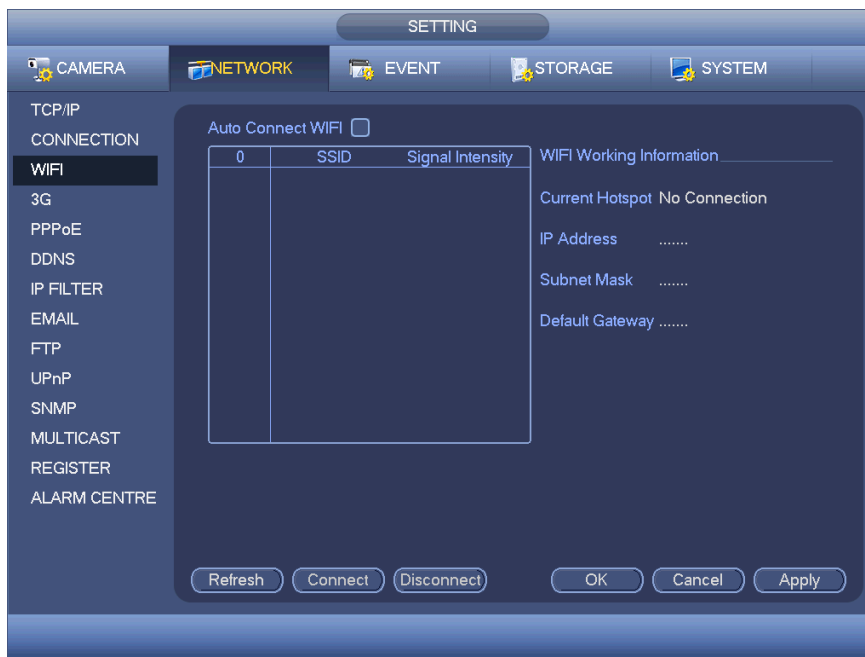 SETTING
CAMERA NETWORK EVENT STORAGE SYSTEM
TCP/IP
CONNECTION
WIFI
3G
PPPoE
DDNS
IP FILTER
EMAIL
FTP
UPnP
SNMP
MULTICAST
REGISTER
ALARM CENTRE
Auto Connect WIFI
0 SSID Signal Intensity
WIFI Working Information
Current Hotspot No Connection
IP Address .......
Subnet Mask .......
Default Gateway .......
Refresh Connect Disconnect OK Cancel Apply